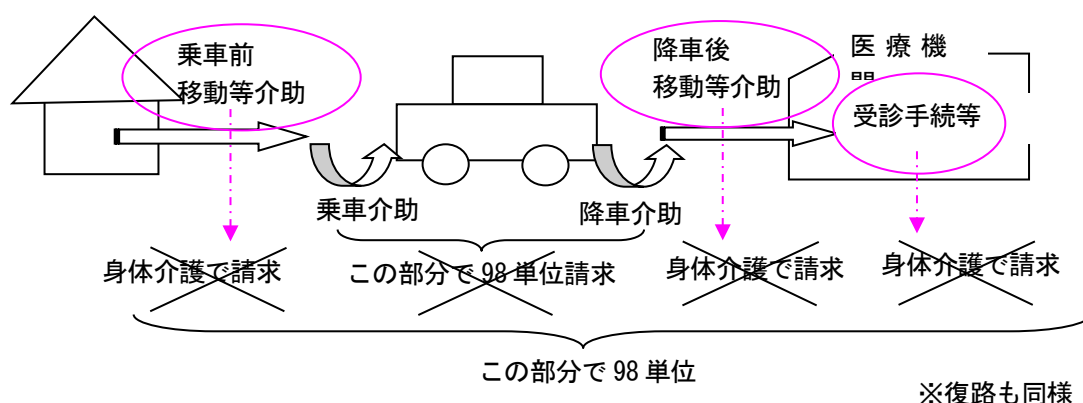 乗車前
移動等介助
降車後
移動等介助
医療機
受診手続等
乗車介助
降車介助
身体介護で請求
この部分で98単位請求
身体介護で請求
身体介護で請求
この部分で98単位
※復路も同様